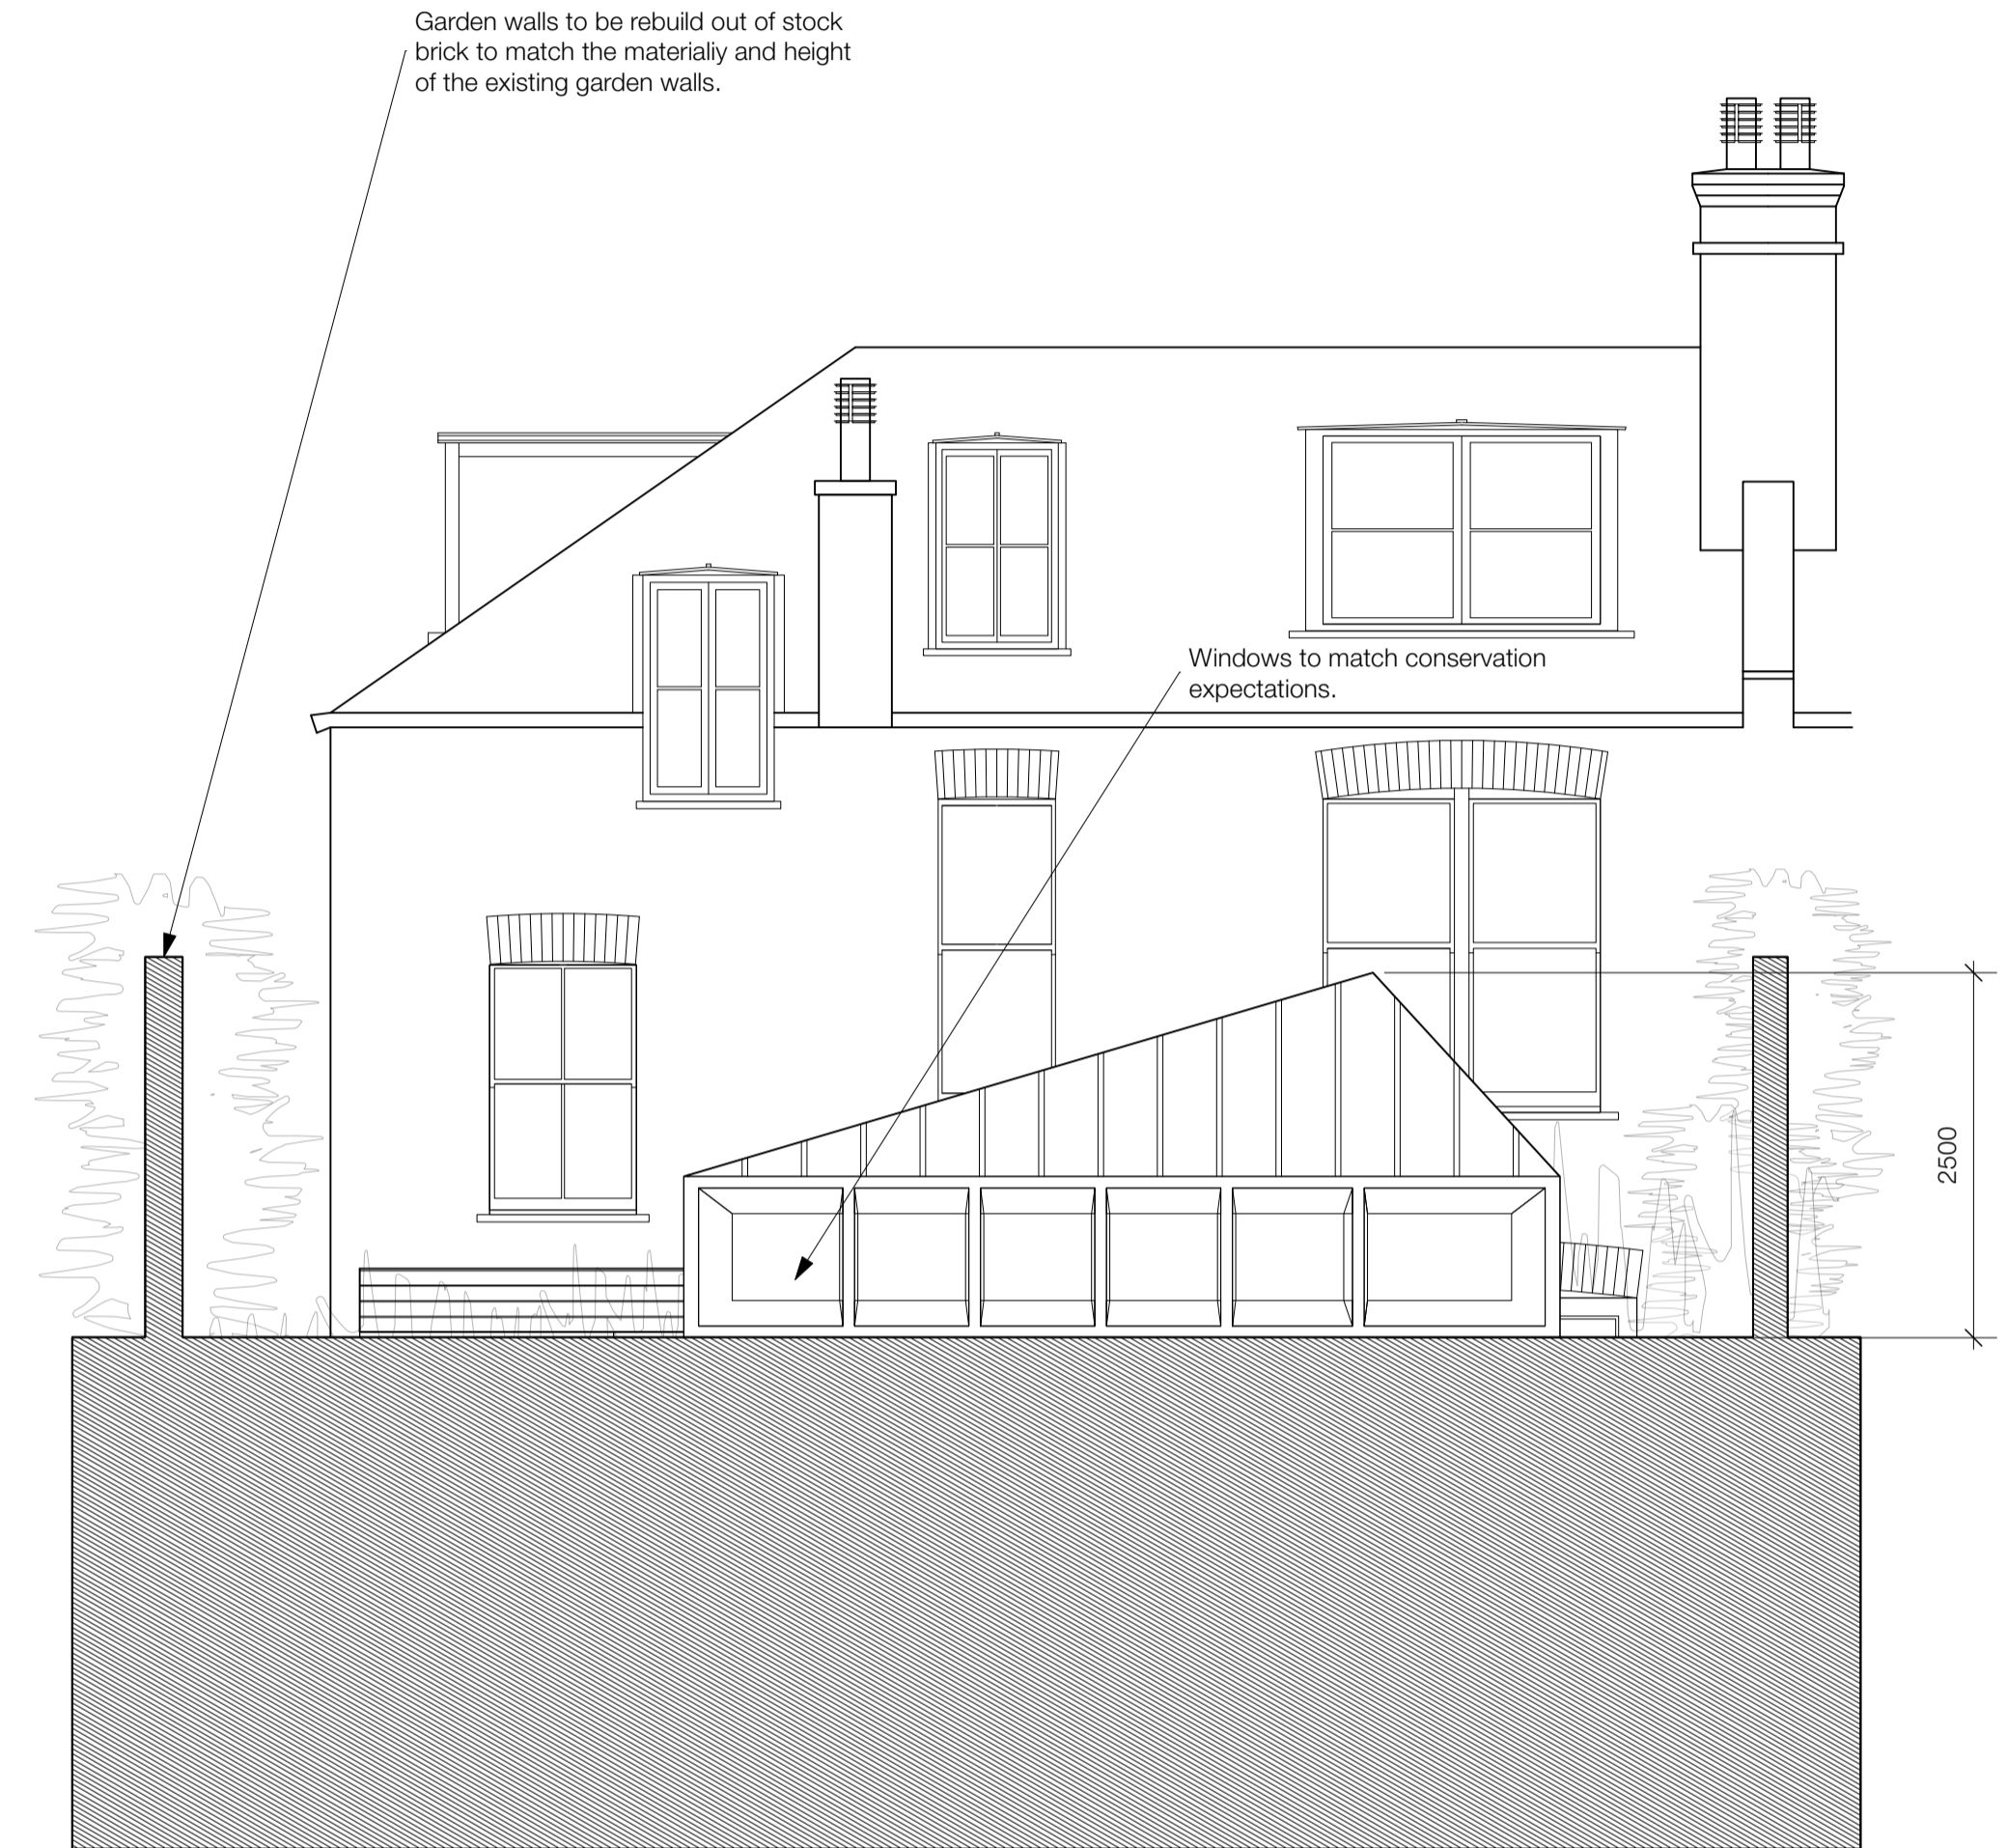 Garden walls to be rebuild out of stock
brick to match the materialiy and height
of the existing garden walls.
Windows to match conservation
expectations.
2500